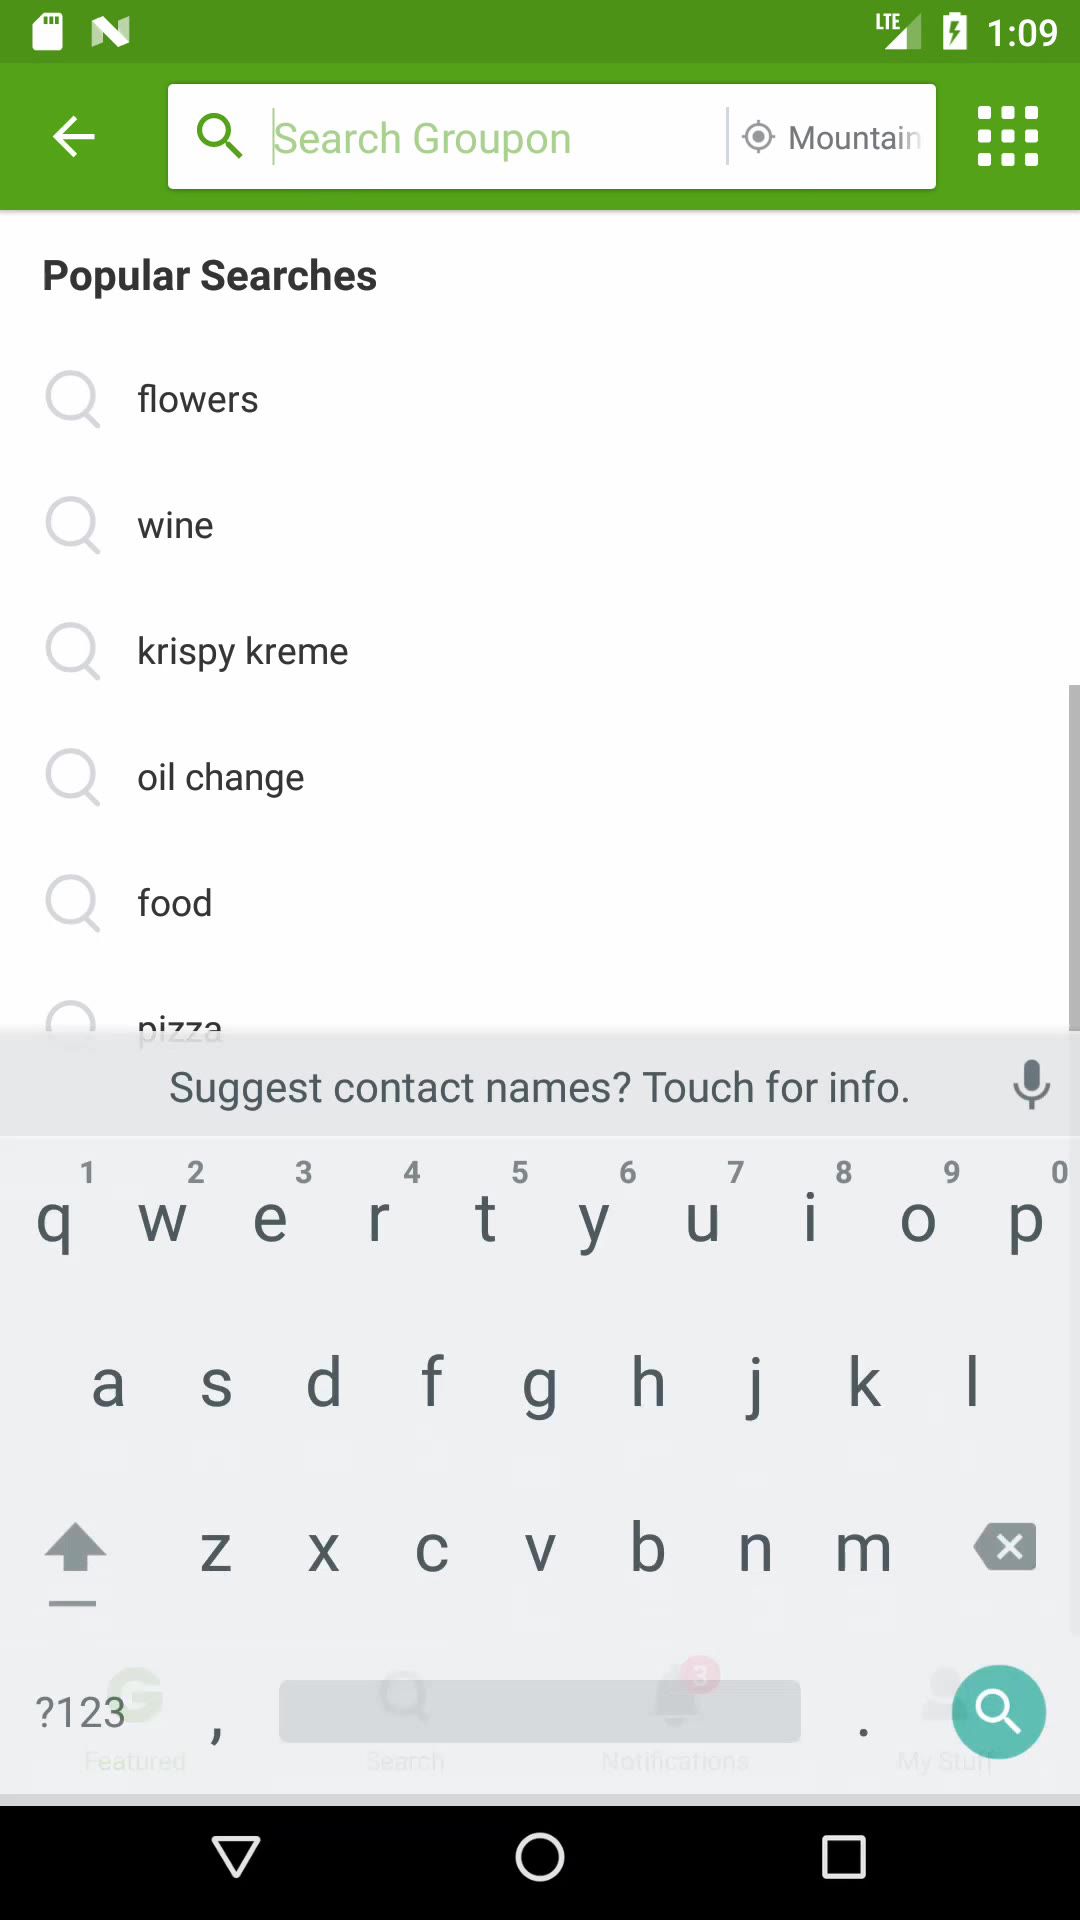 LTE 1:09
Search Groupon Mountain
Popular Searches
flowers
wine
krispy kreme
oil change
food
pizza
Suggest contact names? Touch for info.
1 2 3 4 5 6 7 8 9 0
q w e r t y u i o p
a s d f g h j k l
z x c v b n m
G 3
?123 , .
Featured Search Notifications My Stuff